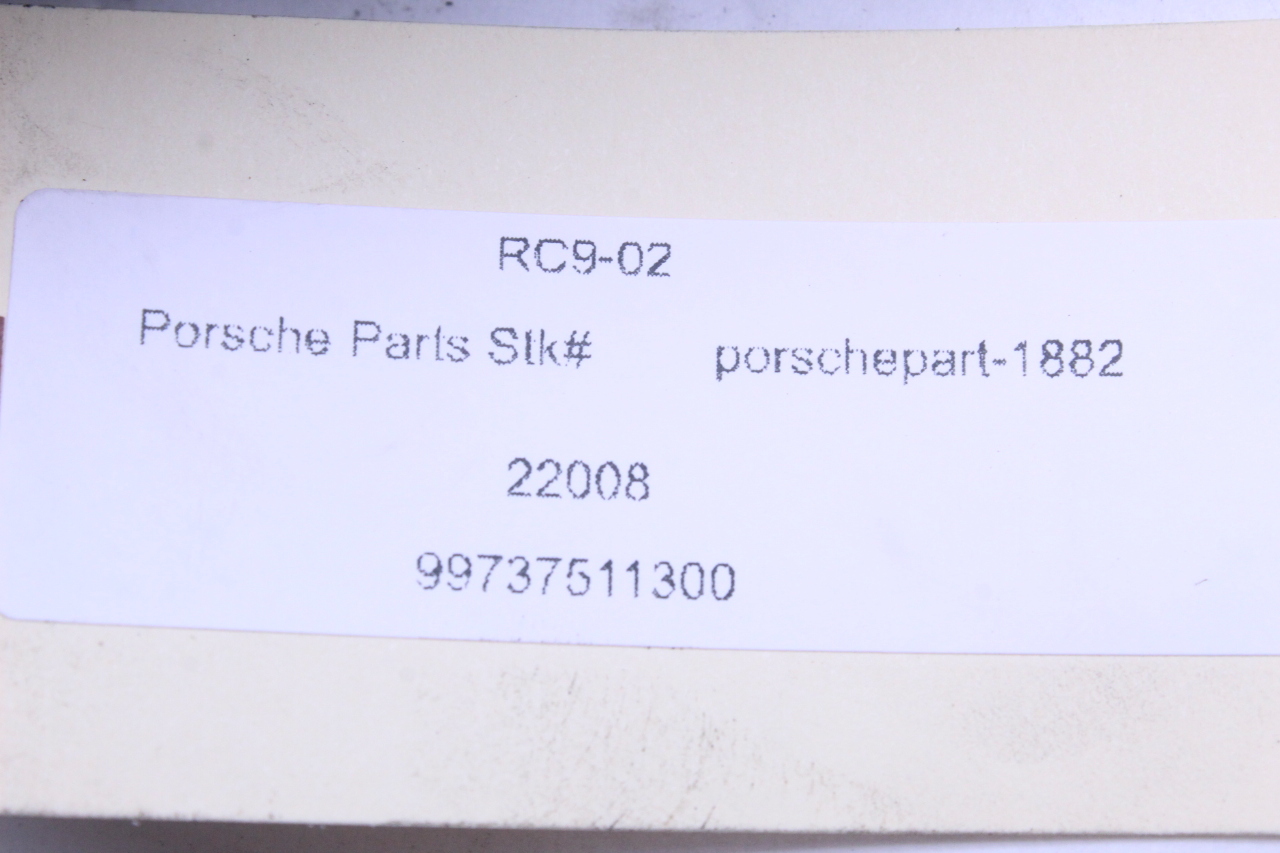 RC9-02
Porsche Parts Stk# porschepart-1882
22008
99737511300